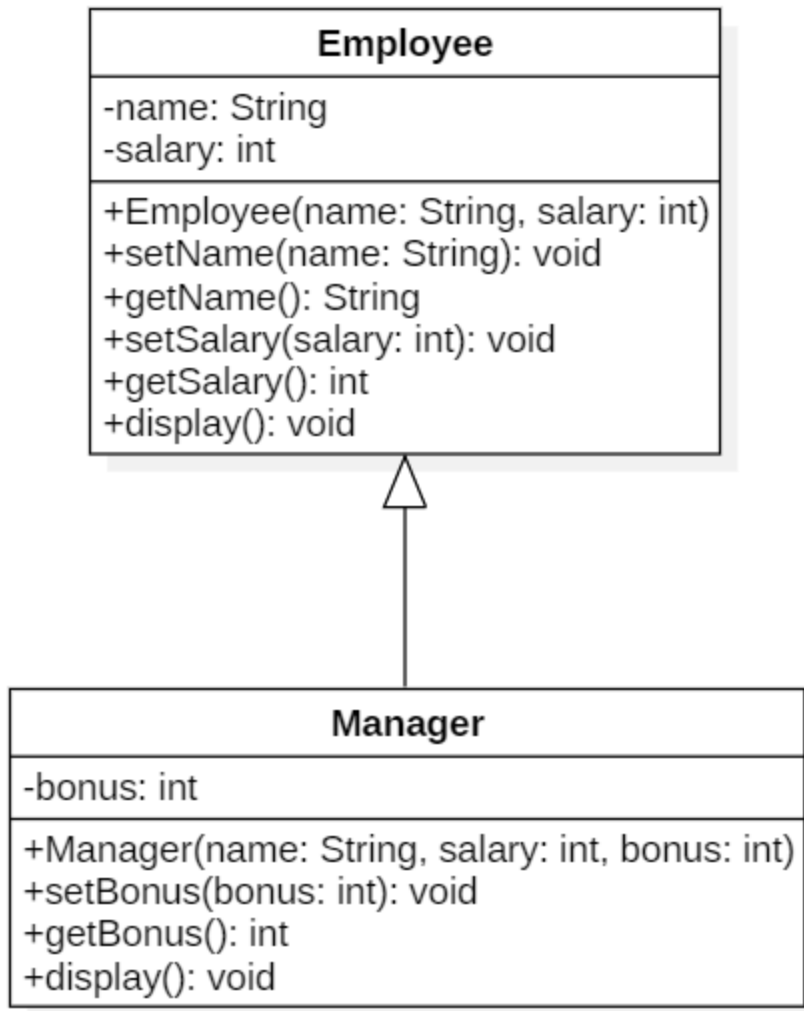 Employee
-name: String
-salary: int
+Employee(name: String, salary: int)
+setName(name: String): void
+getName(): String
+setSalary(salary: int): void
+getSalary(): int
+display(): void
Manager
-bonus: int
+Manager(name: String, salary: int, bonus: int)
+setBonus(bonus: int): void
+getBonus(): int
+display(): void